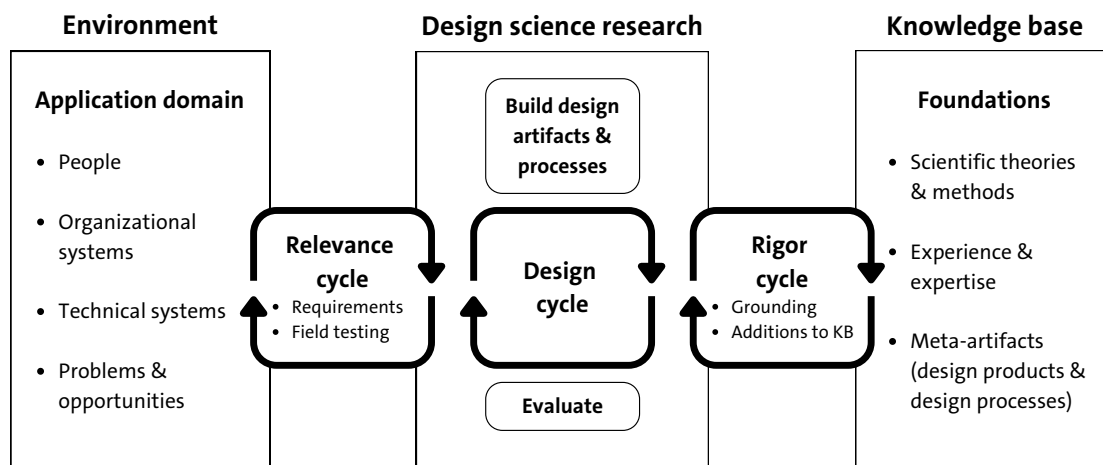 Environment
Application domain
• People
• Organizational
systems
• Technical systems
• Problems &
opportunities
Relevance
cycle
• Requirements
• Field testing
Design science research
Build design
artifacts &
processes
Design
cycle
Evaluate
Rigor
cycle
• Grounding
• Additions to KB
Knowledge base
Foundations
• Scientific theories
& methods
• Experience &
expertise
• Meta-artifacts
(design products &
design processes)